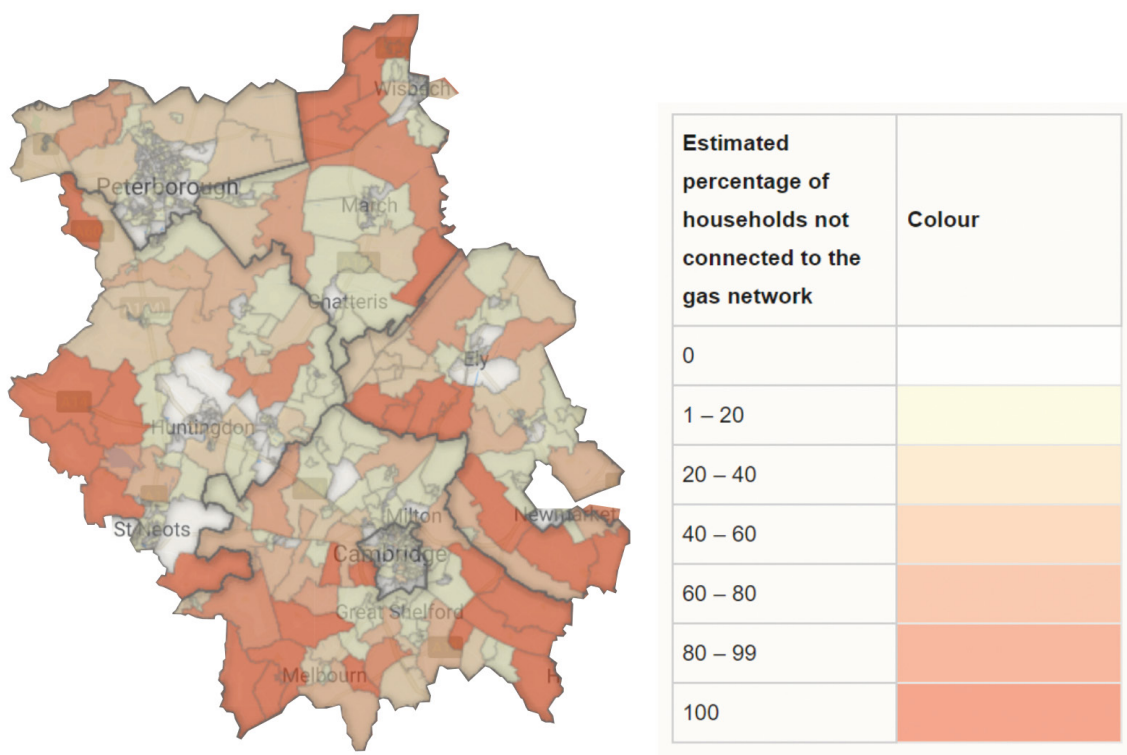 Wisbech
Peterborough
March
Chatteris
Ely
Huntingdon
St Neots
Milton
Newmarket
Cambridge
Great Shelford
Melbourn
H
Estimated
percentage of
households not
connected to the
gas network
Colour
0
1 – 20
20 – 40
40 – 60
60 – 80
80 – 99
100